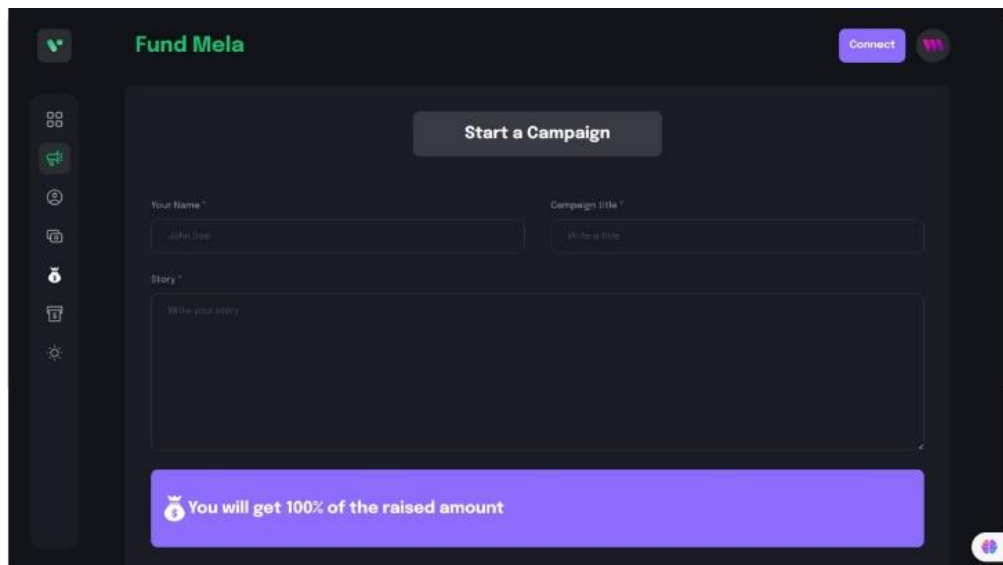 Fund Mela
Connect
Start a Campaign
Your Name *
Campaign title *
John Doe
Write a title
Story *
Write your story
You will get 100% of the raised amount